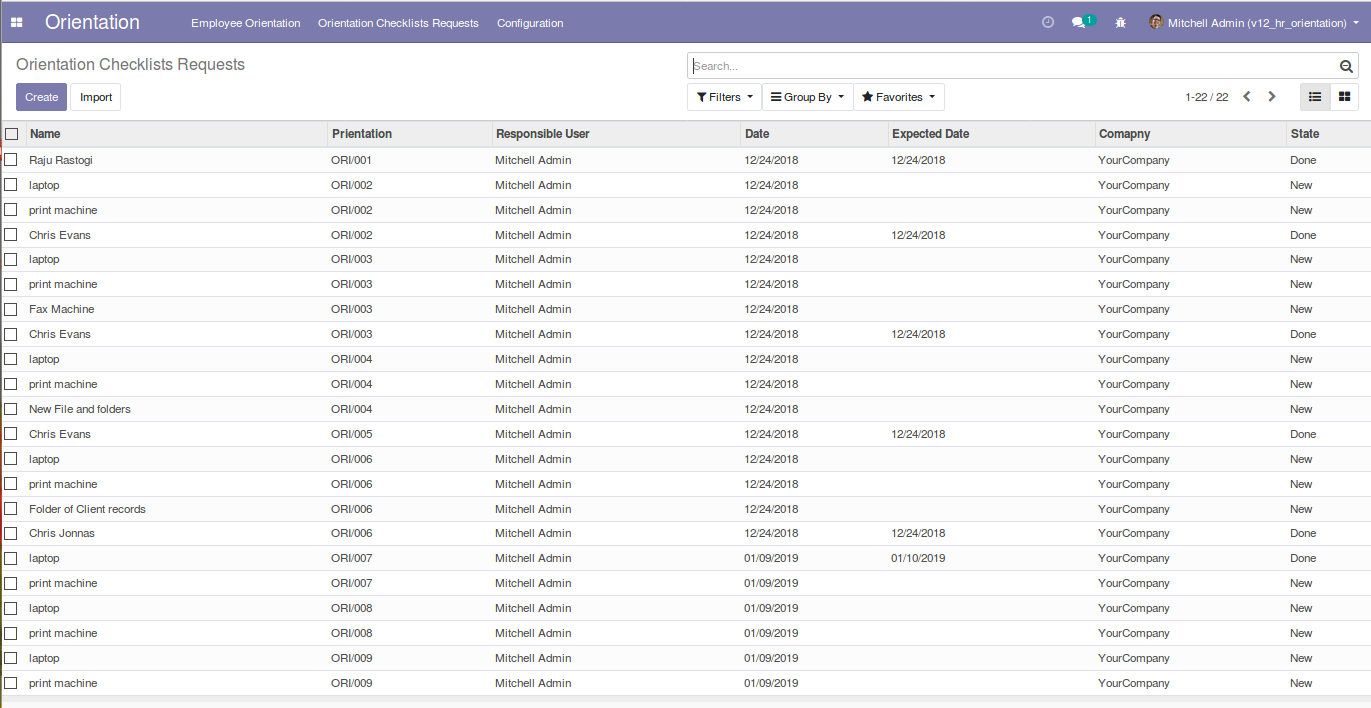 Orientation Employee Orientation Orientation Checklists Requests Configuration 1 Mitchell Admin (v12_hr_orientation)
Orientation Checklists Requests Search...
Create Import Filters Group By Favorites 1-22 / 22
Name Prientation Responsible User Date Expected Date Comapny State
Raju Rastogi ORI/001 Mitchell Admin 12/24/2018 12/24/2018 YourCompany Done
laptop ORI/002 Mitchell Admin 12/24/2018 YourCompany New
print machine ORI/002 Mitchell Admin 12/24/2018 YourCompany New
Chris Evans ORI/002 Mitchell Admin 12/24/2018 12/24/2018 YourCompany Done
laptop ORI/003 Mitchell Admin 12/24/2018 YourCompany New
print machine ORI/003 Mitchell Admin 12/24/2018 YourCompany New
Fax Machine ORI/003 Mitchell Admin 12/24/2018 YourCompany New
Chris Evans ORI/003 Mitchell Admin 12/24/2018 12/24/2018 YourCompany Done
laptop ORI/004 Mitchell Admin 12/24/2018 YourCompany New
print machine ORI/004 Mitchell Admin 12/24/2018 YourCompany New
New File and folders ORI/004 Mitchell Admin 12/24/2018 YourCompany New
Chris Evans ORI/005 Mitchell Admin 12/24/2018 12/24/2018 YourCompany Done
laptop ORI/006 Mitchell Admin 12/24/2018 YourCompany New
print machine ORI/006 Mitchell Admin 12/24/2018 YourCompany New
Folder of Client records ORI/006 Mitchell Admin 12/24/2018 YourCompany New
Chris Jonnas ORI/006 Mitchell Admin 12/24/2018 12/24/2018 YourCompany Done
laptop ORI/007 Mitchell Admin 01/09/2019 01/10/2019 YourCompany Done
print machine ORI/007 Mitchell Admin 01/09/2019 YourCompany New
laptop ORI/008 Mitchell Admin 01/09/2019 YourCompany New
print machine ORI/008 Mitchell Admin 01/09/2019 YourCompany New
laptop ORI/009 Mitchell Admin 01/09/2019 YourCompany New
print machine ORI/009 Mitchell Admin 01/09/2019 YourCompany New